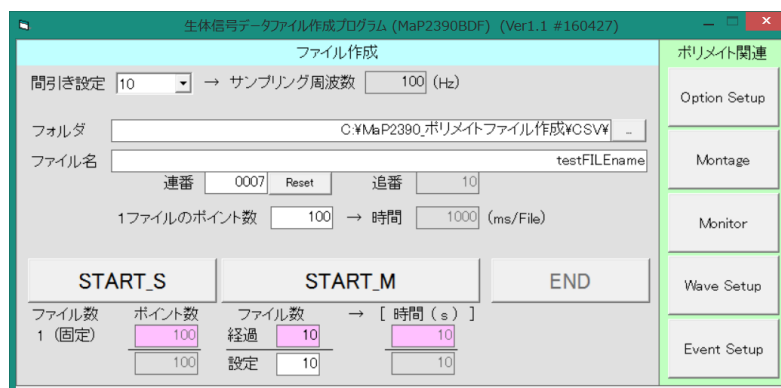 生体信号データファイル作成プログラム (MaP2390BDF) (Ver1.1 #160427)
ファイル作成
間引き設定 10 → サンプリング周波数 100 (Hz)
フォルダ C:¥MaP2390_ポリメイトファイル作成¥CSV¥ ...
ファイル名 testFILEname
連番 0007 Reset 追番 10
1ファイルのポイント数 100 → 時間 1000 (ms/File)
START_S START_M END
ファイル数 ポイント数 ファイル数 → [ 時間(s) ]
1 (固定) 100 経過 10 10
100 設定 10 10
ポリメイト関連
Option Setup
Montage
Monitor
Wave Setup
Event Setup